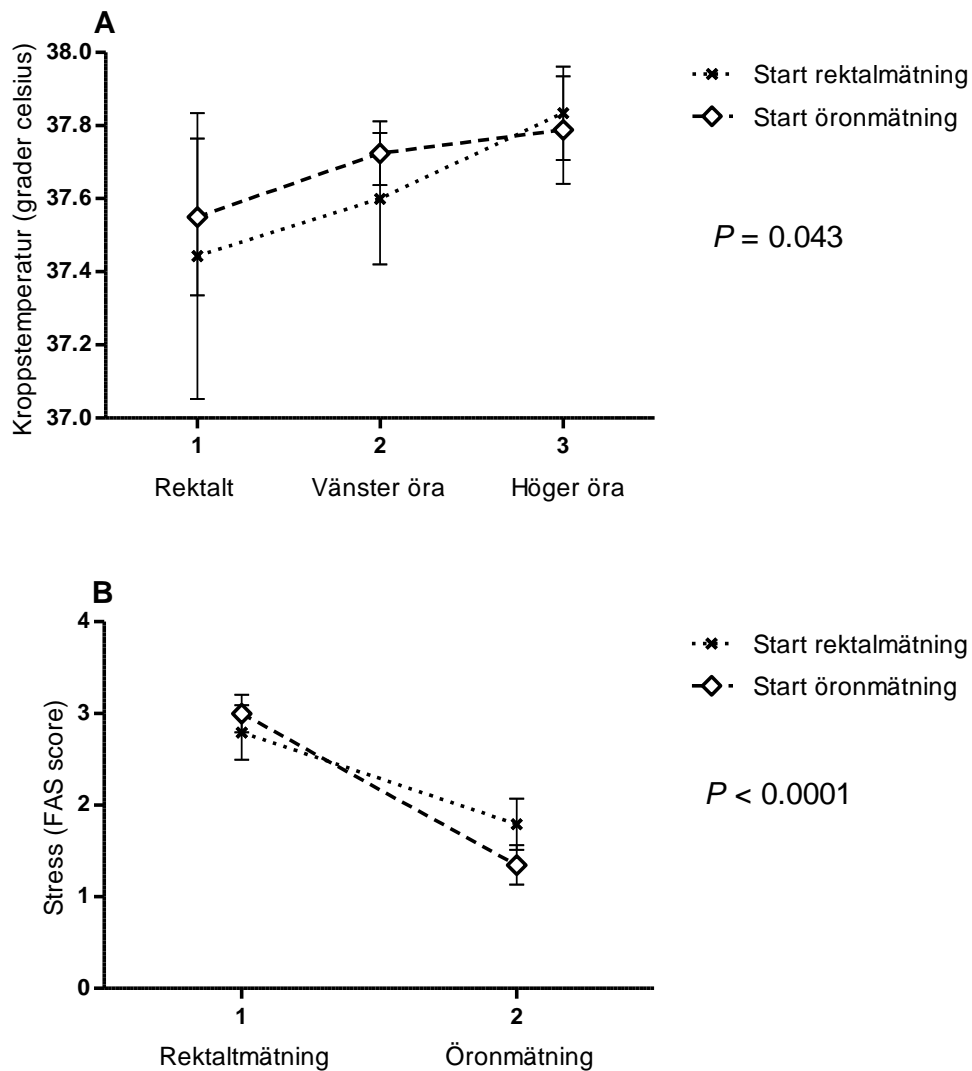 A
Kroppstemperatur (grader celsius)
38.0
37.8
37.6
37.4
37.2
37.0
1
2
3
Rektalt
Vänster öra
Höger öra
Start rektalmätning
Start öronmätning
P = 0.043
B
Stress (FAS score)
4
3
2
1
0
1
2
Rektaltmätning
Öronmätning
Start rektalmätning
Start öronmätning
P < 0.0001